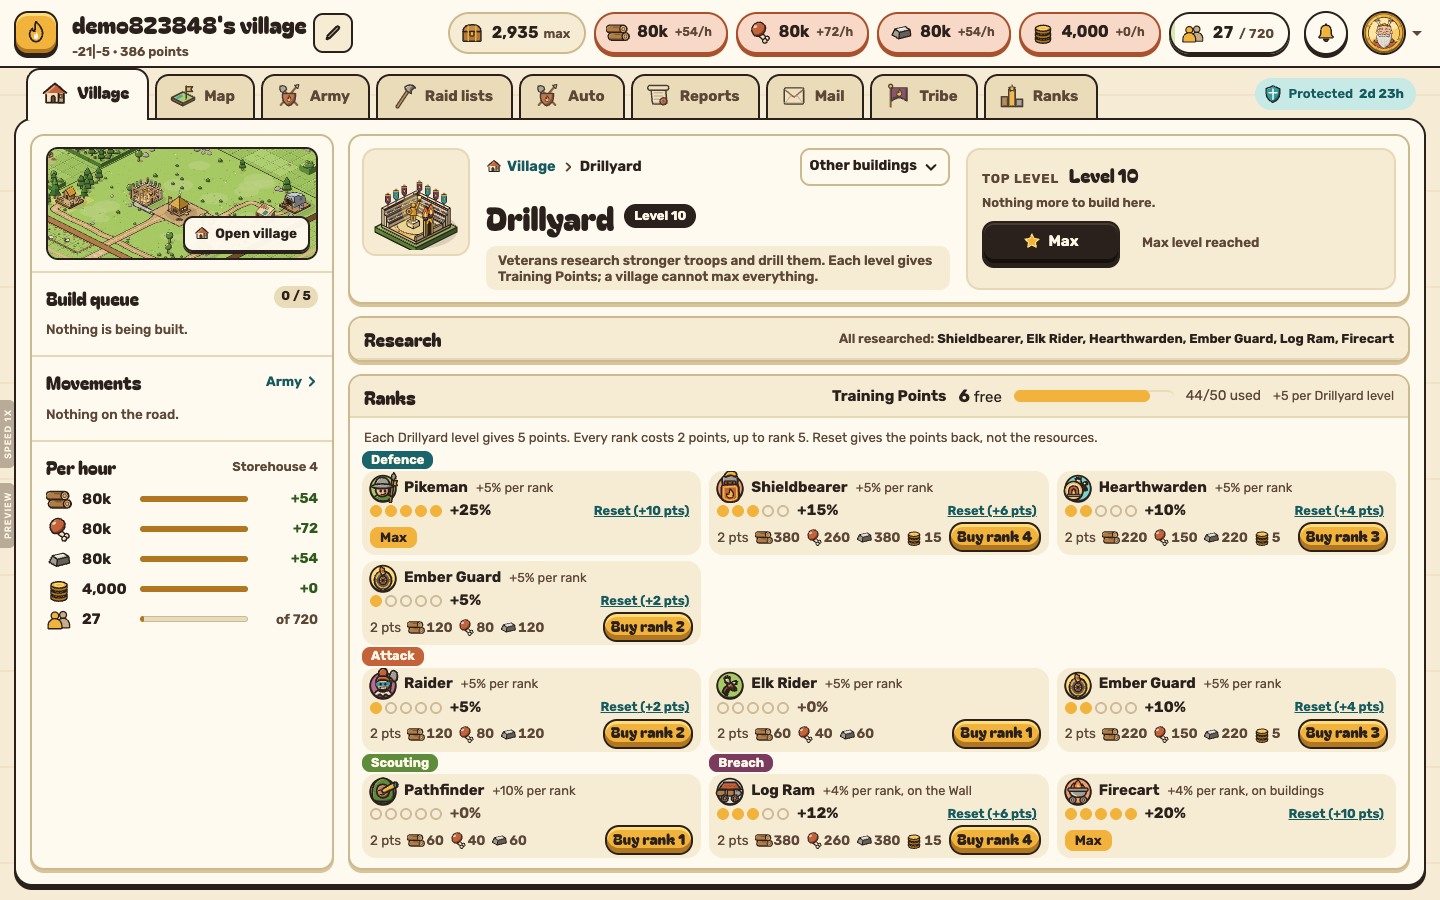 demo823848's village
-21|-5 • 386 points
2,935 max
80k +54/h
80k +72/h
80k +54/h
4,000 +0/h
27 / 720
Village
Map
Army
Raid lists
Auto
Reports
Mail
Tribe
Ranks
Protected 2d 23h
Open village
Build queue
0 / 5
Nothing is being built.
Movements
Army
Nothing on the road.
Per hour
Storehouse 4
80k +54
80k +72
80k +54
4,000 +0
27 of 720
SPEED 1X
PREVIEW
Village > Drillyard
Other buildings
Drillyard
Level 10
Veterans research stronger troops and drill them. Each level gives
Training Points; a village cannot max everything.
TOP LEVEL Level 10
Nothing more to build here.
Max
Max level reached
Research
All researched: Shieldbearer, Elk Rider, Hearthwarden, Ember Guard, Log Ram, Firecart
Ranks
Training Points 6 free
44/50 used
+5 per Drillyard level
Each Drillyard level gives 5 points. Every rank costs 2 points, up to rank 5. Reset gives the points back, not the resources.
Defence
Pikeman +5% per rank
+25%
Reset (+10 pts)
Max
Shieldbearer +5% per rank
+15%
Reset (+6 pts)
2 pts 380 260 380 15
Buy rank 4
Hearthwarden +5% per rank
+10%
Reset (+4 pts)
2 pts 220 150 220 5
Buy rank 3
Ember Guard +5% per rank
+5%
Reset (+2 pts)
2 pts 120 80 120
Buy rank 2
Attack
Raider +5% per rank
+5%
Reset (+2 pts)
2 pts 120 80 120
Buy rank 2
Elk Rider +5% per rank
+0%
2 pts 60 40 60
Buy rank 1
Ember Guard +5% per rank
+10%
Reset (+4 pts)
2 pts 220 150 220 5
Buy rank 3
Scouting
Pathfinder +10% per rank
+0%
2 pts 60 40 60
Buy rank 1
Breach
Log Ram +4% per rank, on the Wall
+12%
Reset (+6 pts)
2 pts 380 260 380 15
Buy rank 4
Firecart +4% per rank, on buildings
+20%
Reset (+10 pts)
Max